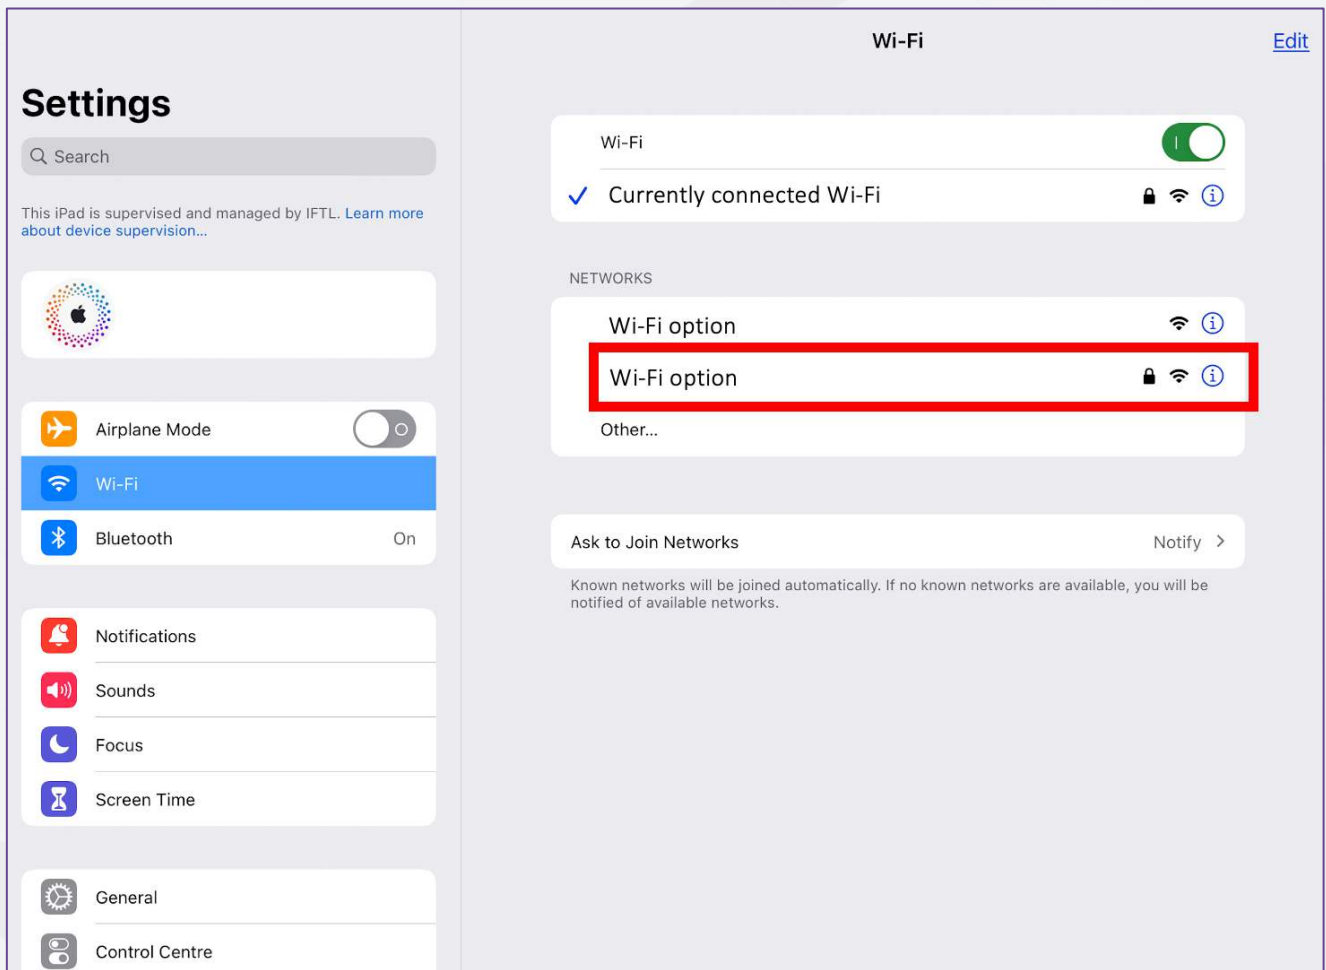 Settings
Search
This iPad is supervised and managed by IFTL. Learn more
about device supervision...
Airplane Mode
Wi-Fi
Bluetooth On
Notifications
Sounds
Focus
Screen Time
General
Control Centre
Wi-Fi Edit
Wi-Fi
Currently connected Wi-Fi
NETWORKS
Wi-Fi option
Wi-Fi option
Other...
Ask to Join Networks Notify
Known networks will be joined automatically. If no known networks are available, you will be
notified of available networks.